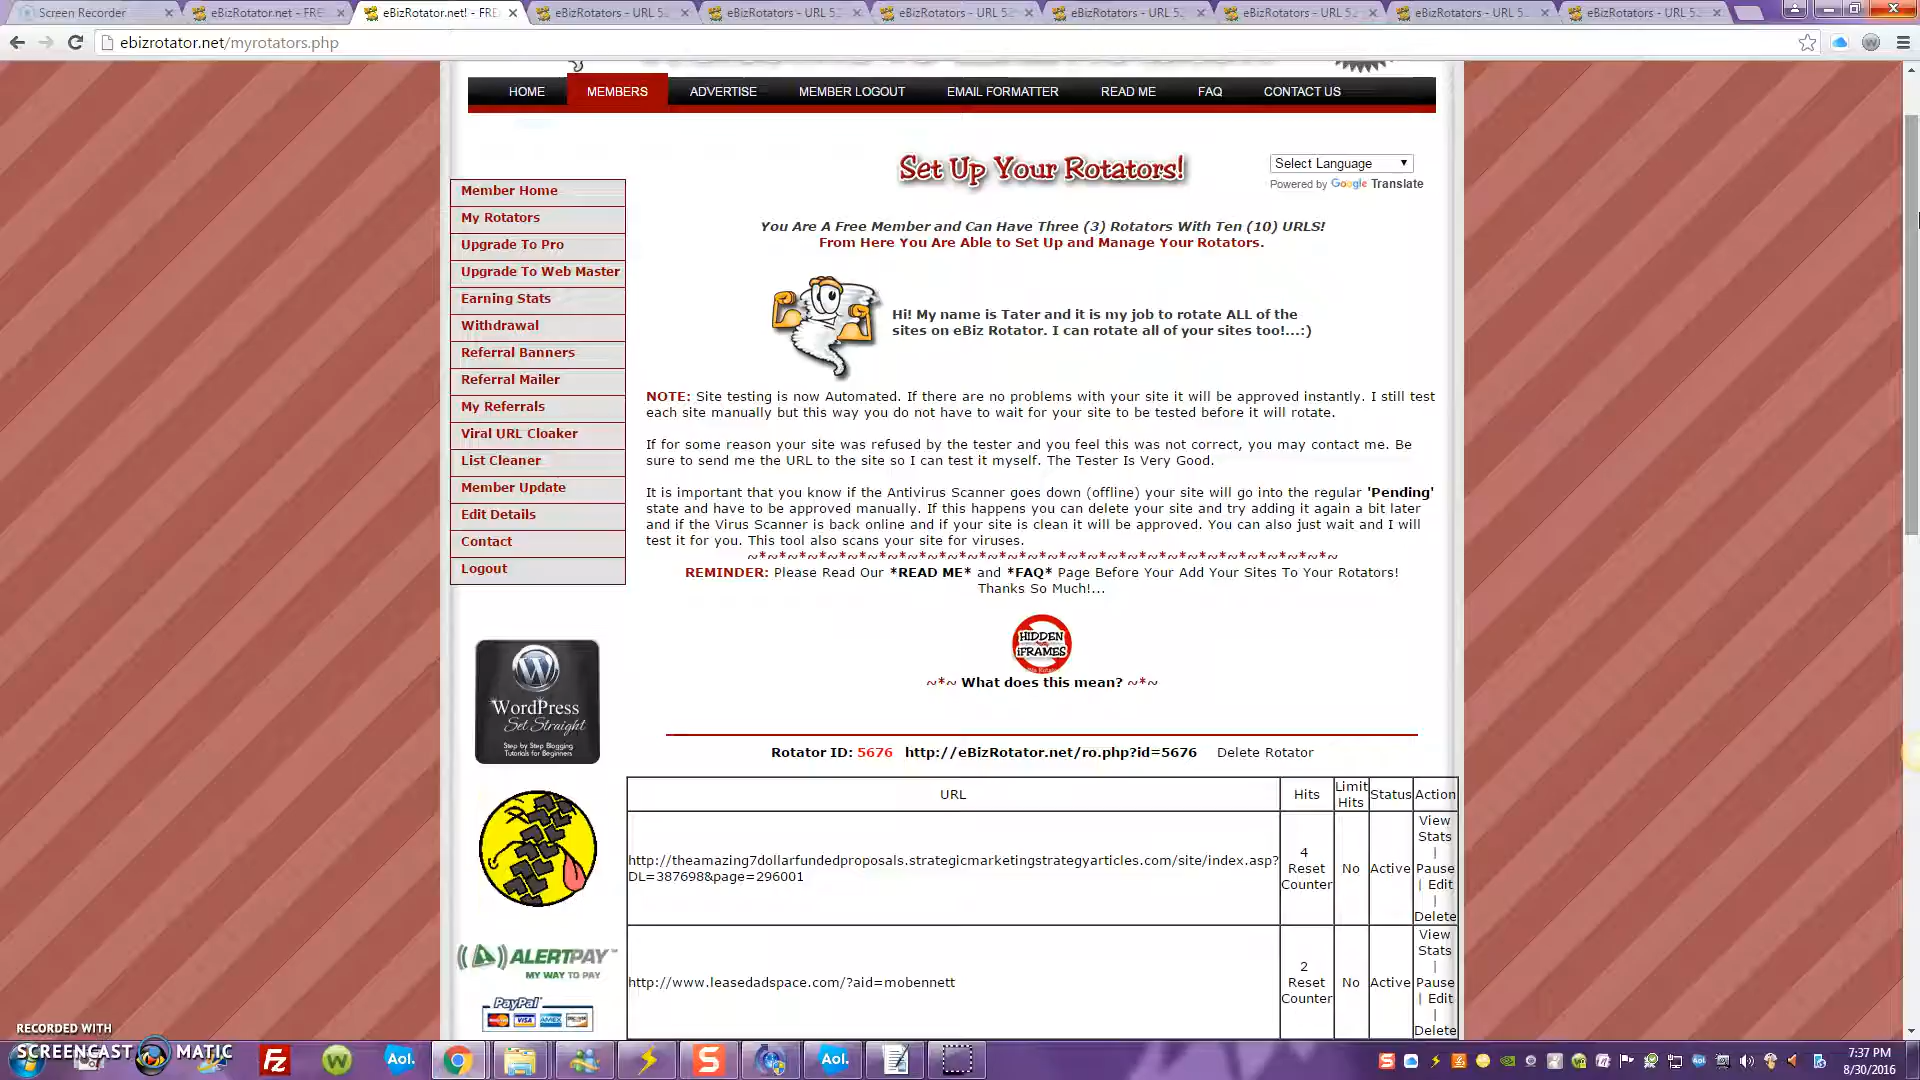 Screen Recorder
eBizRotator.net - FRE
eBizRotator.net! - FRE
eBizRotators - URL 5
eBizRotators - URL 5
eBizRotators - URL 5
eBizRotators - URL 5
eBizRotators - URL 5
eBizRotators - URL 5
eBizRotators - URL 5
ebizrotator.net/myrotators.php
HOME MEMBERS ADVERTISE MEMBER LOGOUT EMAIL FORMATTER READ ME FAQ CONTACT US
Set Up Your Rotators!
Select Language
Powered by Google Translate
Member Home
My Rotators
Upgrade To Pro
Upgrade To Web Master
Earning Stats
Withdrawal
Referral Banners
Referral Mailer
My Referrals
Viral URL Cloaker
List Cleaner
Member Update
Edit Details
Contact
Logout
You Are A Free Member and Can Have Three (3) Rotators With Ten (10) URLS!
From Here You Are Able to Set Up and Manage Your Rotators.
Hi! My name is Tater and it is my job to rotate ALL of the
sites on eBiz Rotator. I can rotate all of your sites too!...:)
NOTE: Site testing is now Automated. If there are no problems with your site it will be approved instantly. I still test
each site manually but this way you do not have to wait for your site to be tested before it will rotate.
If for some reason your site was refused by the tester and you feel this was not correct, you may contact me. Be
sure to send me the URL to the site so I can test it myself. The Tester Is Very Good.
It is important that you know if the Antivirus Scanner goes down (offline) your site will go into the regular 'Pending'
state and have to be approved manually. If this happens you can delete your site and try adding it again a bit later
and if the Virus Scanner is back online and if your site is clean it will be approved. You can also just wait and I will
test it for you. This tool also scans your site for viruses.
~*~*~*~*~*~*~*~*~*~*~*~*~*~*~*~*~*~*~*~*~*~*~*~*~*~*~*~*~*~
REMINDER: Please Read Our *READ ME* and *FAQ* Page Before Your Add Your Sites To Your Rotators!
Thanks So Much!...
HIDDEN
iFRAMES
~*~ What does this mean? ~*~
WordPress
Set Straight
Step by Step Blogging
Tutorials for Beginners
ALERTPAY™
MY WAY TO PAY
PayPal
VISA
AMEX
Rotator ID: 5676 http://eBizRotator.net/ro.php?id=5676 Delete Rotator
URL Hits Limit Hits Status Action
http://theamazing7dollarfundedproposals.strategicmarketingstrategyarticles.com/site/index.asp?
DL=387698&page=296001
4
Reset
Counter
No
Active
View
Stats
|
Pause
| Edit
|
Delete
http://www.leasedadspace.com/?aid=mobennett
2
Reset
Counter
No
Active
View
Stats
|
Pause
| Edit
|
Delete
RECORDED WITH
SCREENCAST MATIC
Fz
W
Aol.
S
Aol.
7:37 PM
8/30/2016